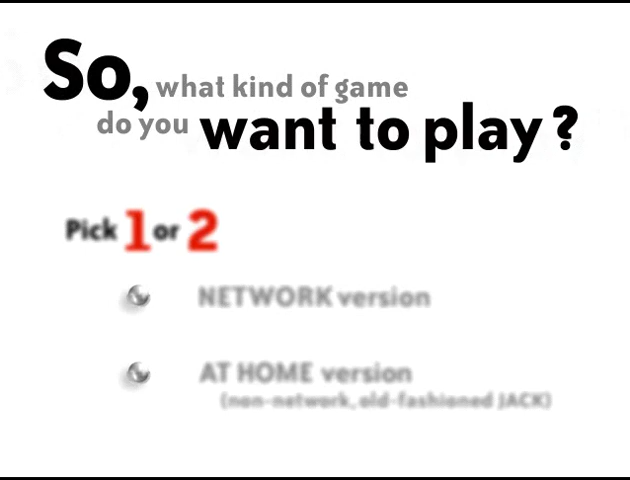 So, what kind of game
do you want to play?
Pick 1 or 2
NETWORK version
AT HOME version
(non-network, old-fashioned JACK)